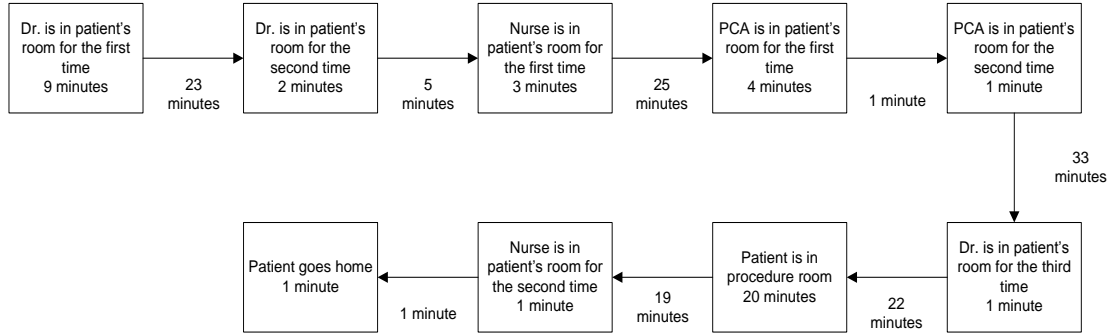 Dr. is in patient's
room for the first
time
9 minutes
23
minutes
Dr. is in patient's
room for the
second time
2 minutes
5
minutes
Nurse is in
patient's room for
the first time
3 minutes
25
minutes
PCA is in patient's
room for the first
time
4 minutes
1 minute
PCA is in patient's
room for the
second time
1 minute
33
minutes
Dr. is in patient's
room for the third
time
1 minute
22
minutes
Patient is in
procedure room
20 minutes
19
minutes
Nurse is in
patient's room for
the second time
1 minute
1 minute
Patient goes home
1 minute